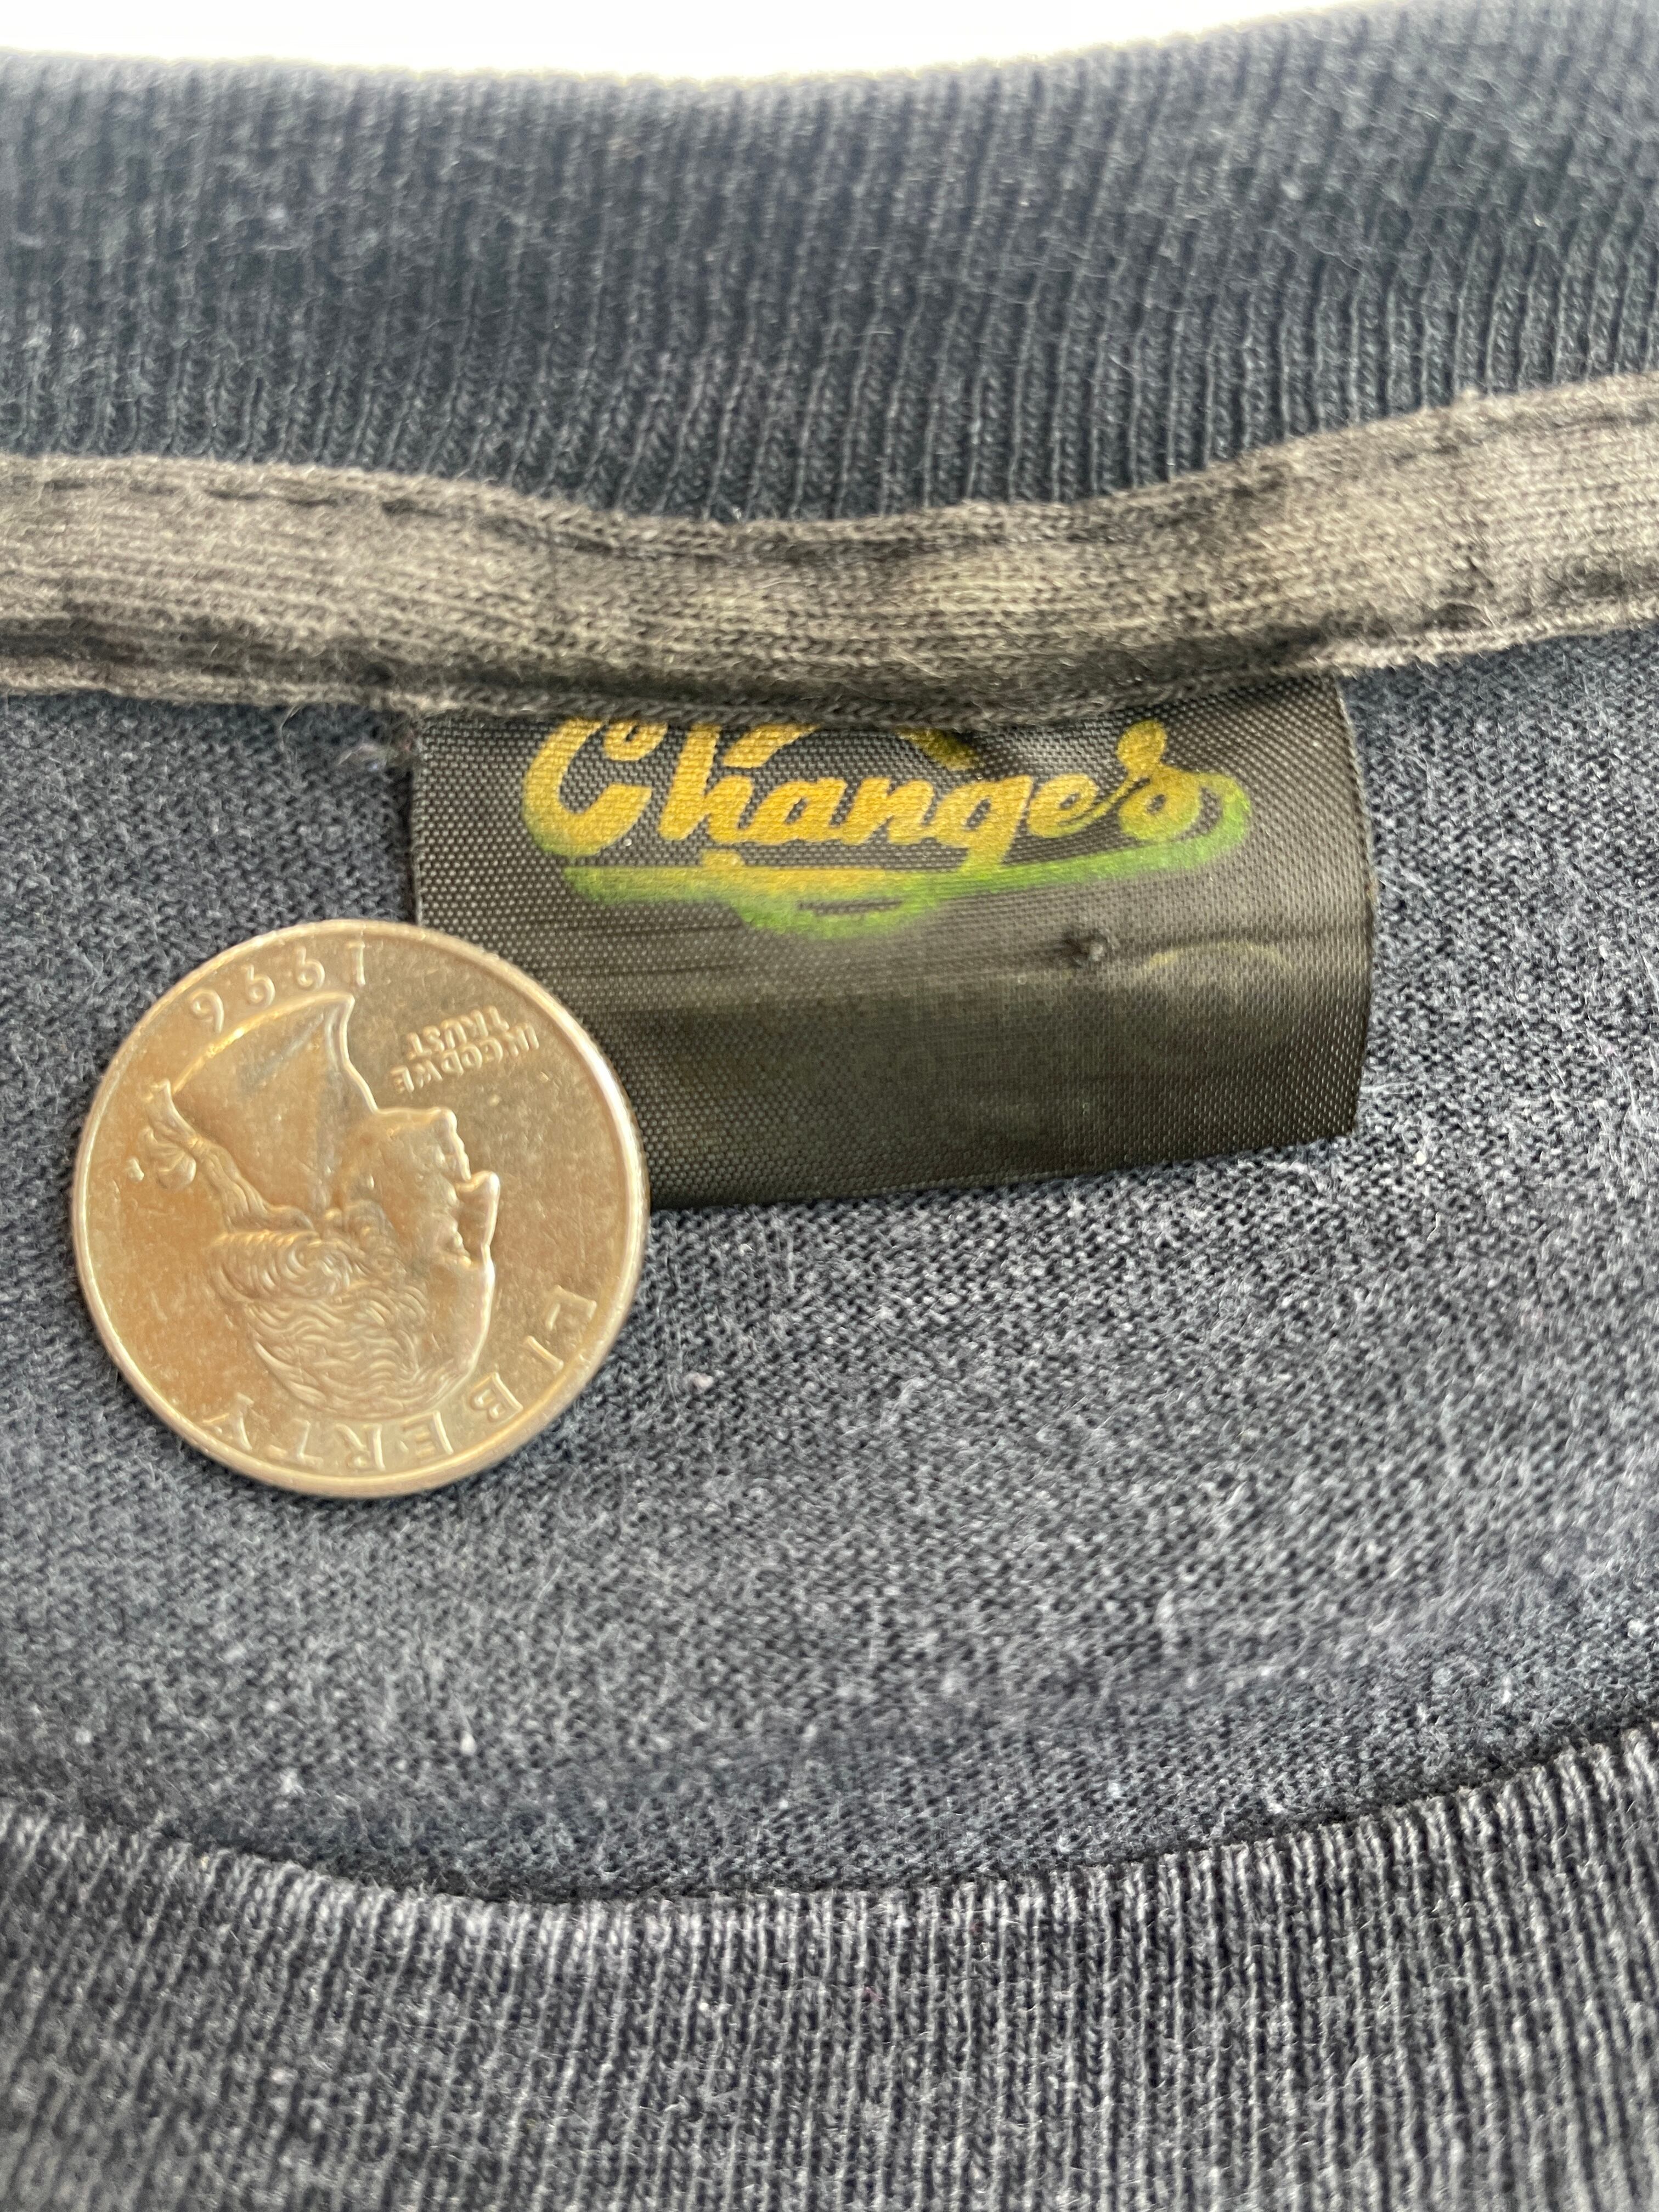 Changes
1996
IN GOD WE
TRUST
LIBERTY